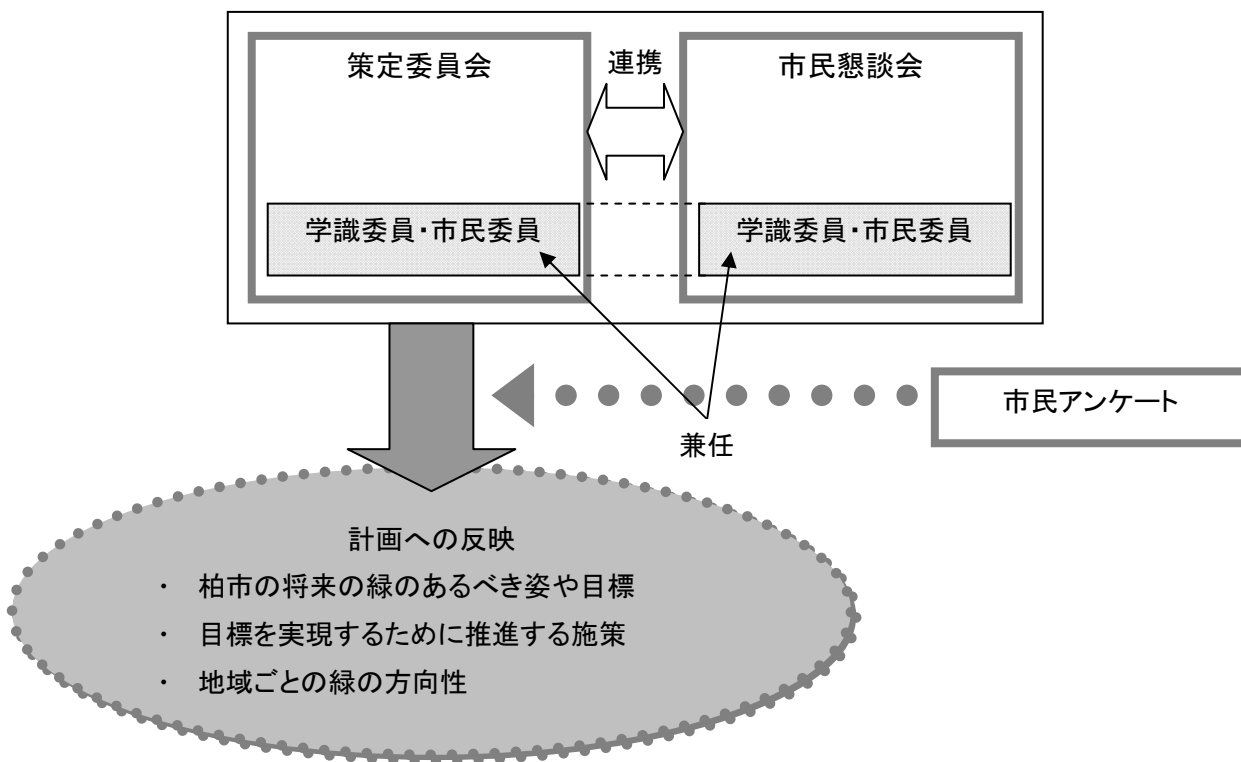 策定委員会
連携
市民懇談会
学識委員・市民委員
学識委員・市民委員
市民アンケート
兼任
計画への反映
・ 柏市の将来の緑のあるべき姿や目標
・ 目標を実現するために推進する施策
・ 地域ごとの緑の方向性